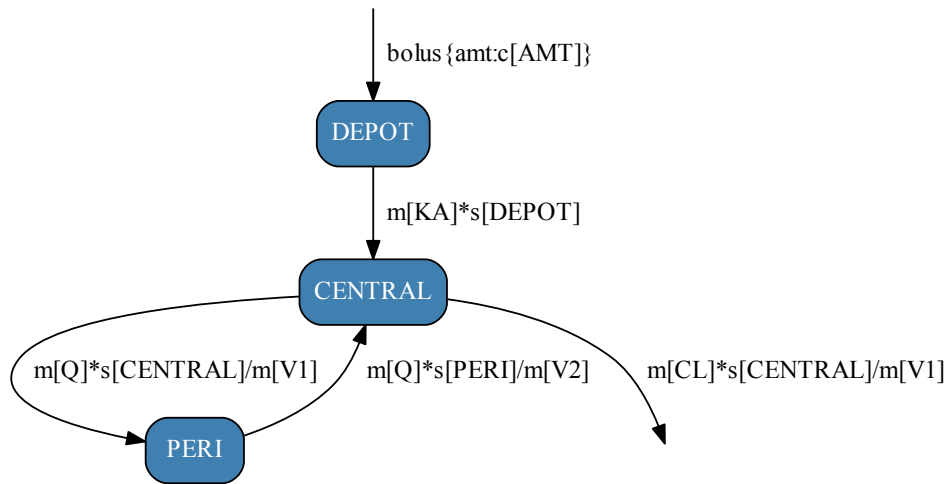 bolus{amt:c[AMT]}
DEPOT
m[KA]*s[DEPOT]
CENTRAL
m[Q]*s[CENTRAL]/m[V1]
m[Q]*s[PERI]/m[V2]
m[CL]*s[CENTRAL]/m[V1]
PERI